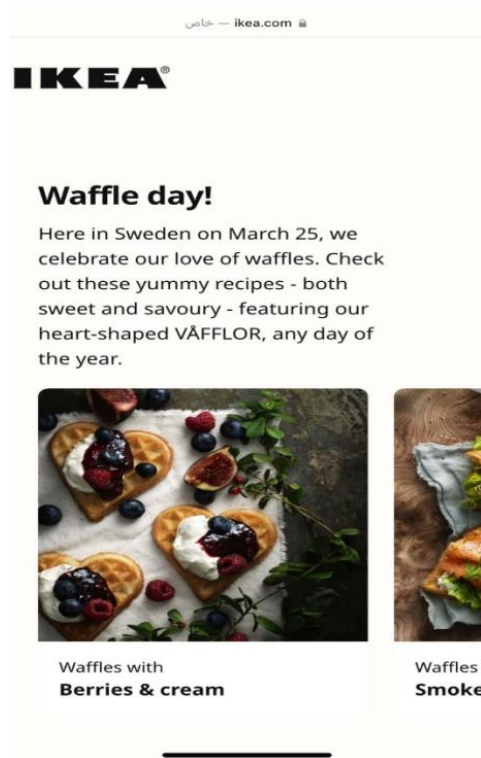 ikea.com — خاص
IKEA®
Waffle day!
Here in Sweden on March 25, we
celebrate our love of waffles. Check
out these yummy recipes - both
sweet and savoury - featuring our
heart-shaped VÅFFLOR, any day of
the year.
Waffles with
Berries & cream
Waffles
Smoke